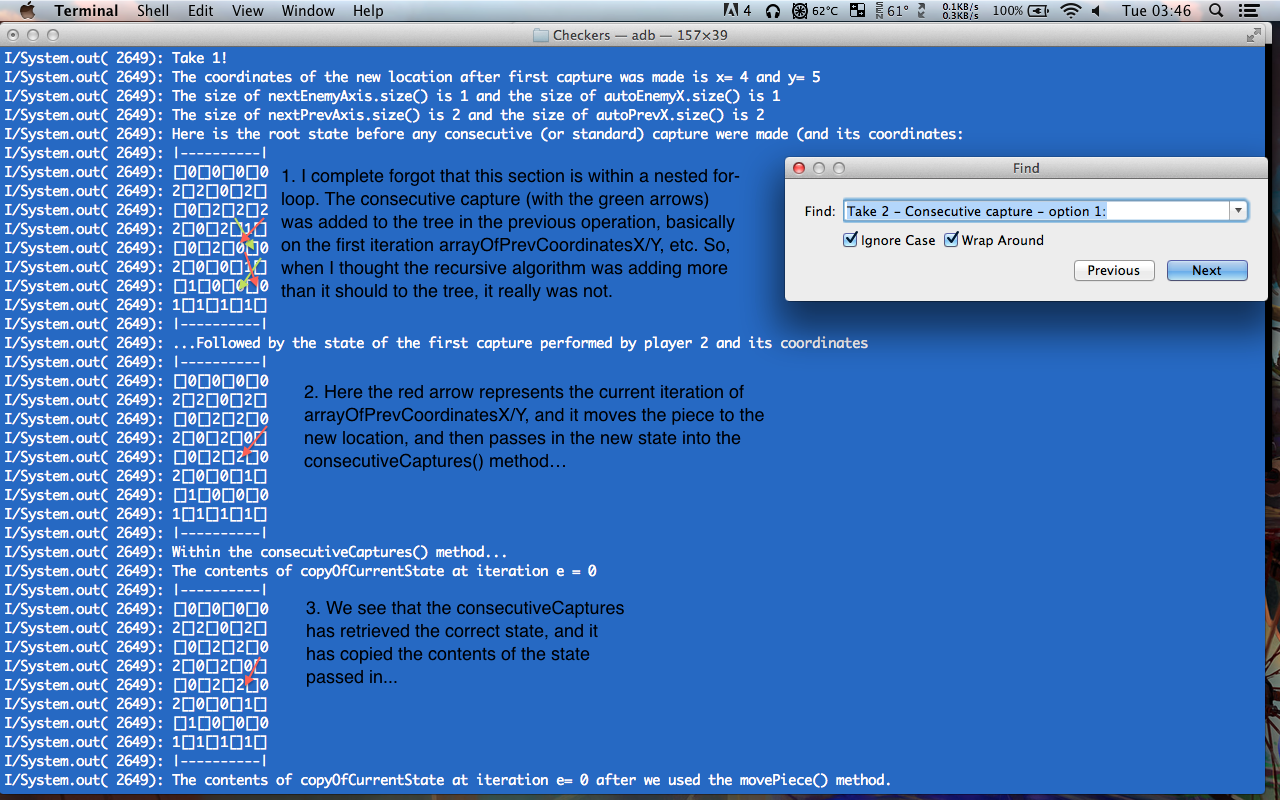 Terminal Shell Edit View Window Help 4 62°C 61° 0.1KB/s 0.3KB/s 100% Tue 03:46
Checkers — adb — 157×39
I/System.out( 2649): Take 1!
I/System.out( 2649): The coordinates of the new location after first capture was made is x= 4 and y= 5
I/System.out( 2649): The size of nextEnemyAxis.size() is 1 and the size of autoEnemyX.size() is 1
I/System.out( 2649): The size of nextPrevAxis.size() is 2 and the size of autoPrevX.size() is 2
I/System.out( 2649): Here is the root state before any consecutive (or standard) capture were made (and its coordinates:
I/System.out( 2649): |----------|
I/System.out( 2649): □0□0□0□0
I/System.out( 2649): 2□2□0□2□
I/System.out( 2649): □0□2□2□2
I/System.out( 2649): 2□0□2□1□
I/System.out( 2649): □0□2□0□0
I/System.out( 2649): 2□0□0□1□
I/System.out( 2649): □1□0□0□0
I/System.out( 2649): 1□1□1□1□
I/System.out( 2649): |----------|
1. I complete forgot that this section is within a nested for-
loop. The consecutive capture (with the green arrows)
was added to the tree in the previous operation, basically
on the first iteration arrayOfPrevCoordinatesX/Y, etc. So,
when I thought the recursive algorithm was adding more
than it should to the tree, it really was not.
I/System.out( 2649): ...Followed by the state of the first capture performed by player 2 and its coordinates
I/System.out( 2649): |----------|
I/System.out( 2649): □0□0□0□0
I/System.out( 2649): 2□2□0□2□
I/System.out( 2649): □0□2□2□0
I/System.out( 2649): 2□0□2□0□
I/System.out( 2649): □0□2□2□0
I/System.out( 2649): 2□0□0□1□
I/System.out( 2649): □1□0□0□0
I/System.out( 2649): 1□1□1□1□
I/System.out( 2649): |----------|
2. Here the red arrow represents the current iteration of
arrayOfPrevCoordinatesX/Y, and it moves the piece to the
new location, and then passes in the new state into the
consecutiveCaptures() method…
I/System.out( 2649): Within the consecutiveCaptures() method...
I/System.out( 2649): The contents of copyOfCurrentState at iteration e = 0
I/System.out( 2649): |----------|
I/System.out( 2649): □0□0□0□0
I/System.out( 2649): 2□2□0□2□
I/System.out( 2649): □0□2□2□0
I/System.out( 2649): 2□0□2□0□
I/System.out( 2649): □0□2□2□0
I/System.out( 2649): 2□0□0□1□
I/System.out( 2649): □1□0□0□0
I/System.out( 2649): 1□1□1□1□
I/System.out( 2649): |----------|
3. We see that the consecutiveCaptures
has retrieved the correct state, and it
has copied the contents of the state
passed in...
I/System.out( 2649): The contents of copyOfCurrentState at iteration e= 0 after we used the movePiece() method.
Find
Find: Take 2 - Consecutive capture - option 1:
Ignore Case Wrap Around
Previous Next